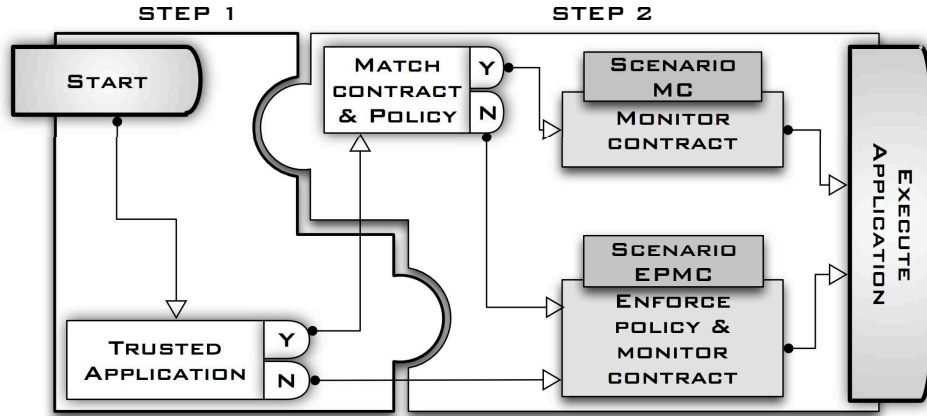 STEP 1
STEP 2
START
MATCH
CONTRACT
& POLICY
Y
N
SCENARIO
MC
MONITOR
CONTRACT
EXECUTE
APPLICATION
SCENARIO
EPMC
ENFORCE
POLICY &
MONITOR
CONTRACT
TRUSTED
APPLICATION
Y
N